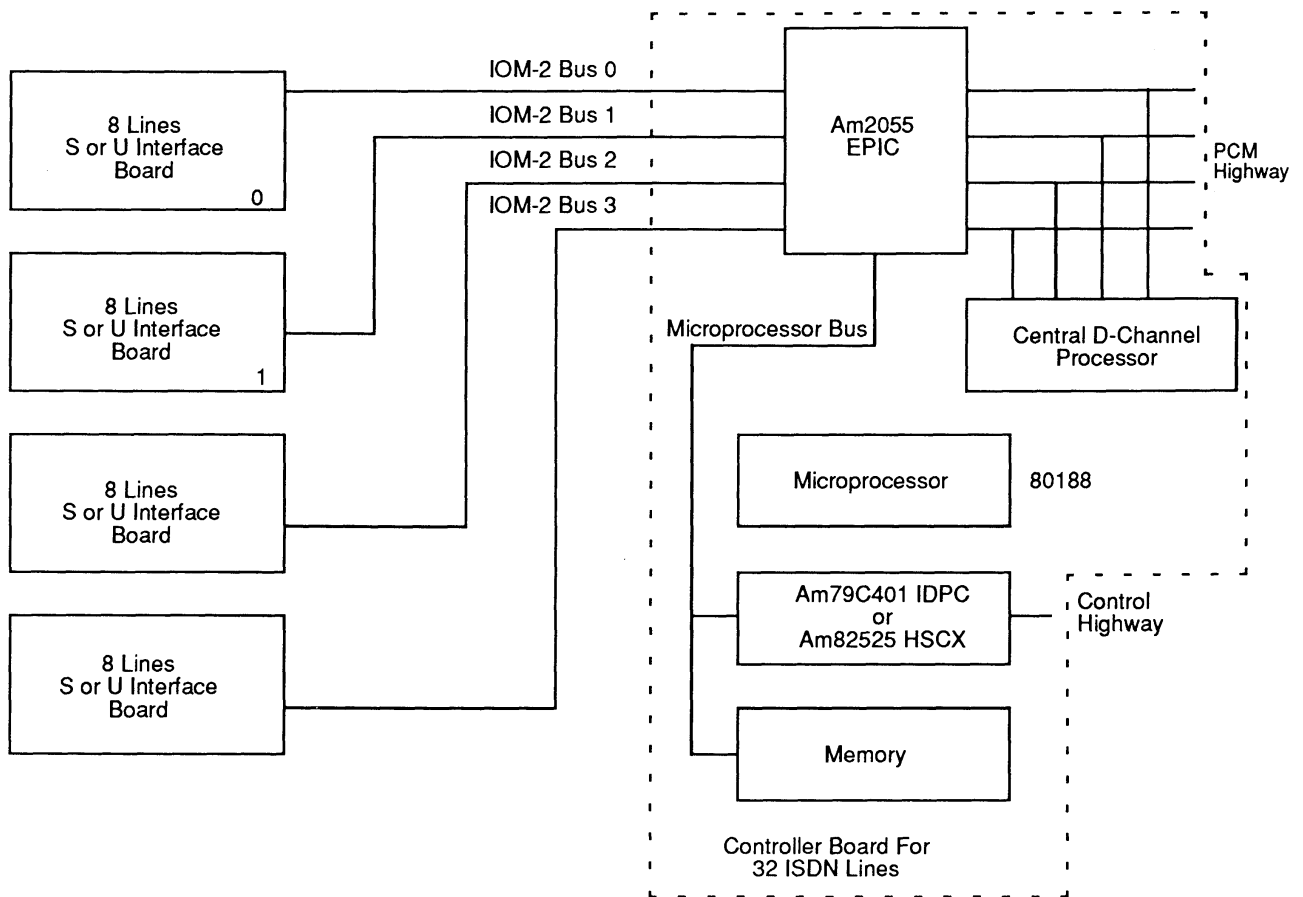 8 Lines
S or U Interface
Board
0
8 Lines
S or U Interface
Board
1
8 Lines
S or U Interface
Board
8 Lines
S or U Interface
Board
IOM-2 Bus 0
IOM-2 Bus 1
IOM-2 Bus 2
IOM-2 Bus 3
Am2055
EPIC
PCM
Highway
Microprocessor Bus
Central D-Channel
Processor
Microprocessor
80188
Am79C401 IDPC
or
Am82525 HSCX
Control
Highway
Memory
Controller Board For
32 ISDN Lines